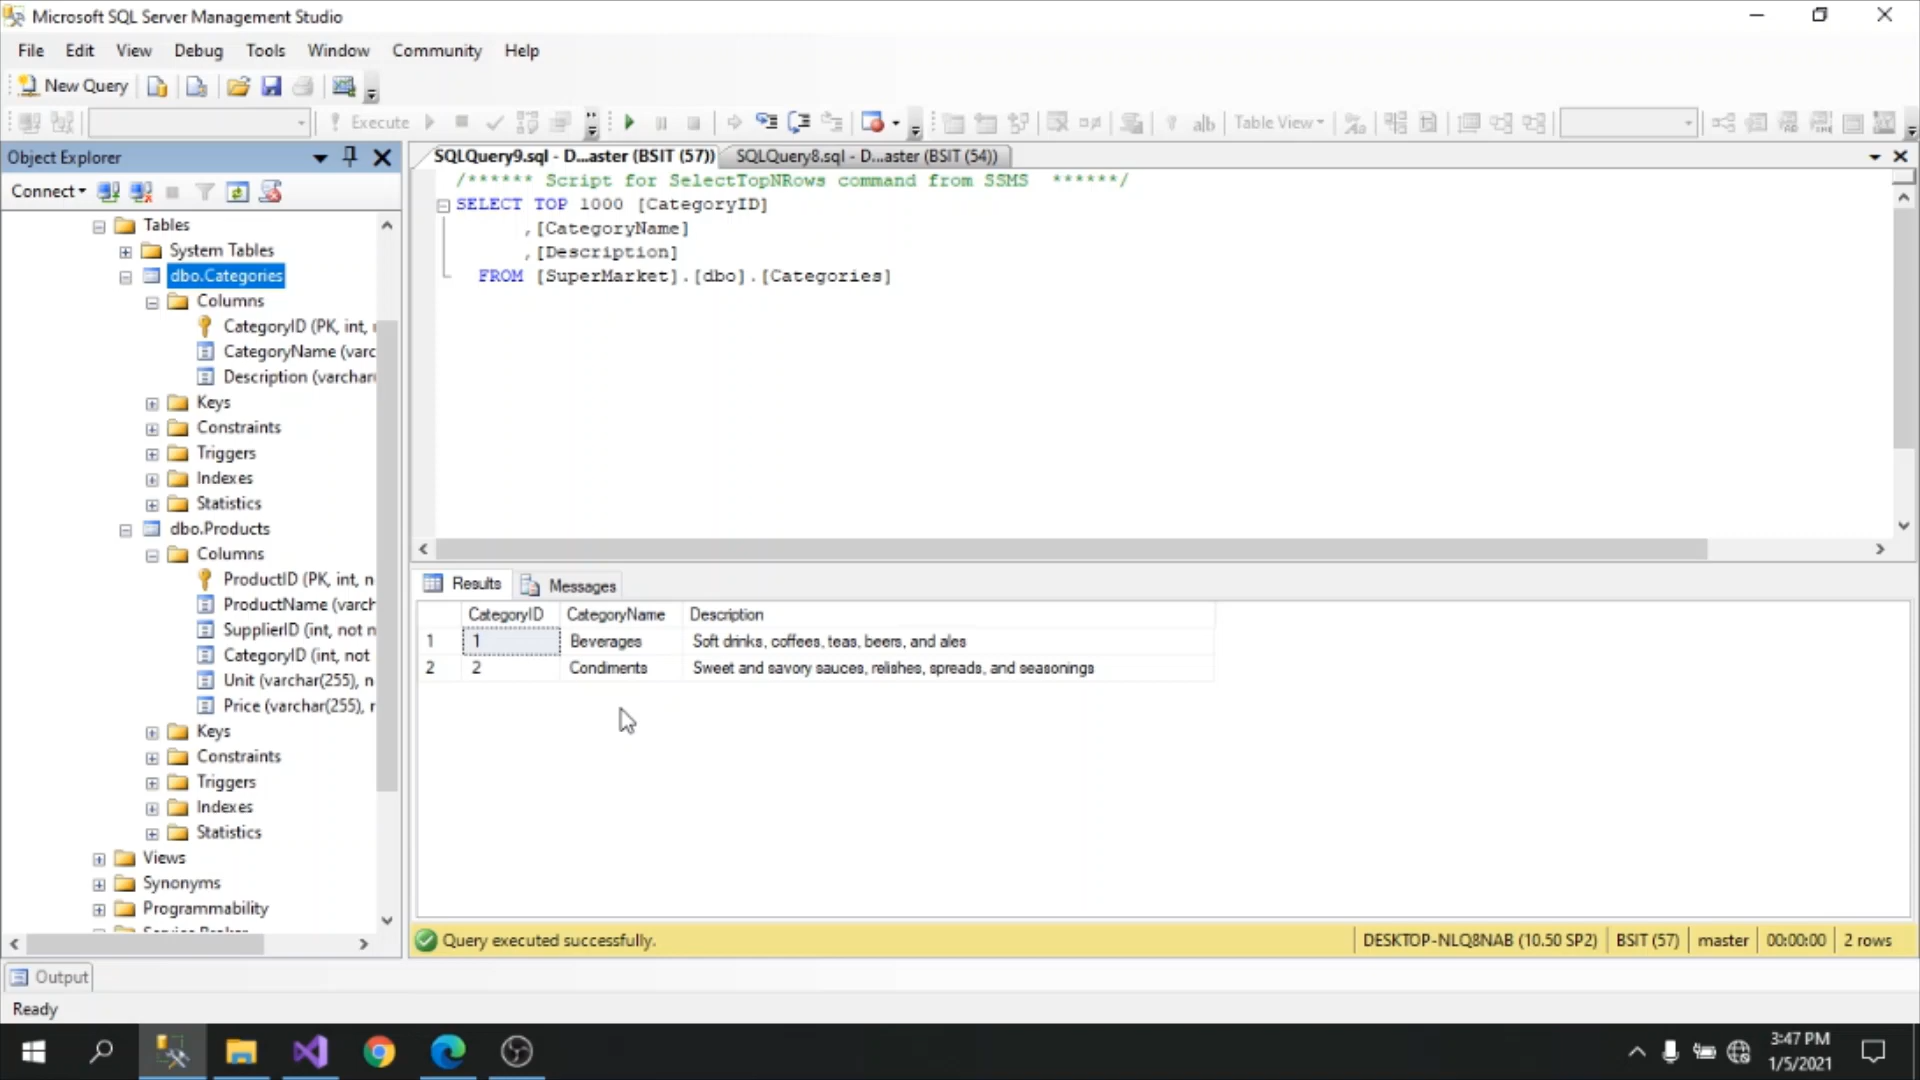 Microsoft SQL Server Management Studio
File Edit View Debug Tools Window Community Help
New Query
Execute
Table View
Object Explorer
SQLQuery9.sql - D...aster (BSIT (57))
SQLQuery8.sql - D...aster (BSIT (54))
Connect
Tables
System Tables
dbo.Categories
Columns
CategoryID (PK, int,
CategoryName (varc
Description (varchar
Keys
Constraints
Triggers
Indexes
Statistics
dbo.Products
Columns
ProductID (PK, int, n
ProductName (varch
SupplierID (int, not n
CategoryID (int, not
Unit (varchar(255), n
Price (varchar(255), r
Keys
Constraints
Triggers
Indexes
Statistics
Views
Synonyms
Programmability
/****** Script for SelectTopNRows command from SSMS ******/
SELECT TOP 1000 [CategoryID]
,[CategoryName]
,[Description]
FROM [SuperMarket].[dbo].[Categories]
Results Messages
CategoryID CategoryName Description
1 1 Beverages Soft drinks, coffees, teas, beers, and ales
2 2 Condiments Sweet and savory sauces, relishes, spreads, and seasonings
Query executed successfully. DESKTOP-NLQ8NAB (10.50 SP2) BSIT (57) master 00:00:00 2 rows
Output
Ready
3:47 PM
1/5/2021